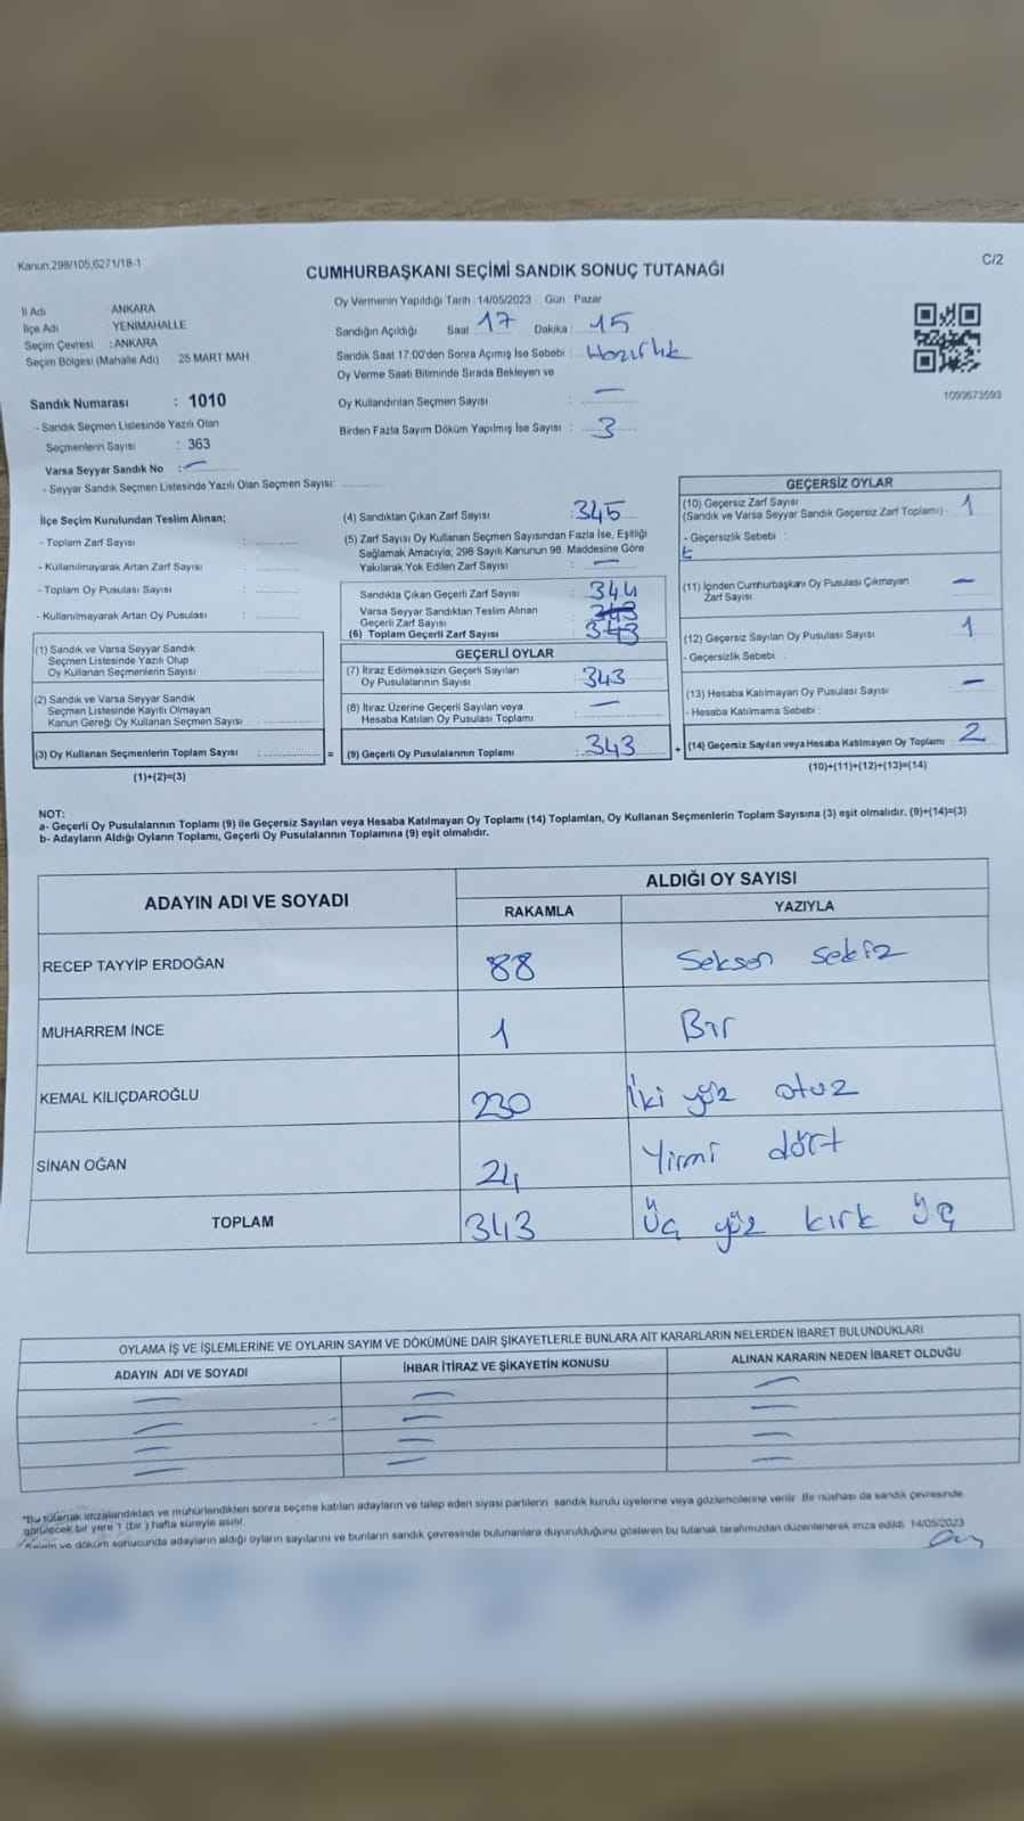 Kanun,298/105,6271/18-1
C/2
CUMHURBAŞKANI SEÇİMİ SANDIK SONUÇ TUTANAĞI
İl Adı ANKARA
İlçe Adı YENİMAHALLE
Seçim Çevresi : ANKARA
Seçim Bölgesi (Mahalle Adı) 25 MART MAH
Sandık Numarası : 1010
- Sandık Seçmen Listesinde Yazılı Olan
Seçmenlerin Sayısı : 363
Varsa Seyyar Sandık No : —
- Seyyar Sandık Seçmen Listesinde Yazılı Olan Seçmen Sayısı:
Oy Vermenin Yapıldığı Tarih 14/05/2023 Gün Pazar
Sandığın Açıldığı Saat 17 Dakika 15
Sandık Saat 17:00'den Sonra Açımış İse Sebebi : Hazırlık
Oy Verme Saati Bitiminde Sırada Bekleyen ve
Oy Kullandırılan Seçmen Sayısı : —
Birden Fazla Sayım Döküm Yapılmış İse Sayısı : 3
1093673593
İlçe Seçim Kurulundan Teslim Alınan;
- Toplam Zarf Sayısı :
- Kullanılmayarak Artan Zarf Sayısı :
- Toplam Oy Pusulası Sayısı :
- Kullanılmayarak Artan Oy Pusulası :
(1) Sandık ve Varsa Seyyar Sandık
Seçmen Listesinde Yazılı Olup
Oy Kullanan Seçmenlerin Sayısı
(2) Sandık ve Varsa Seyyar Sandık
Seçmen Listesinde Kayıtlı Olmayan
Kanun Gereği Oy Kullanan Seçmen Sayısı
(3) Oy Kullanan Seçmenlerin Toplam Sayısı :
(1)+(2)=(3)
=
(4) Sandıktan Çıkan Zarf Sayısı : 345
(5) Zarf Sayısı Oy Kullanan Seçmen Sayısından Fazla İse, Eşitliği
Sağlamak Amacıyla, 298 Sayılı Kanunun 98. Maddesine Göre
Yakılarak Yok Edilen Zarf Sayısı : —
Sandıkta Çıkan Geçerli Zarf Sayısı 344
Varsa Seyyar Sandıktan Teslim Alınan
Geçerli Zarf Sayısı 343
(6) Toplam Geçerli Zarf Sayısı 343
GEÇERLİ OYLAR
(7) İtiraz Edilmeksizin Geçerli Sayılan
Oy Pusulalarının Sayısı 343
(8) İtiraz Üzerine Geçerli Sayılan veya
Hesaba Katılan Oy Pusulası Toplamı —
(9) Geçerli Oy Pusulalarının Toplamı : 343
+
GEÇERSİZ OYLAR
(10) Geçersiz Zarf Sayısı
(Sandık ve Varsa Seyyar Sandık Geçersiz Zarf Toplamı) 1
- Geçersizlik Sebebi :
(11) İçinden Cumhurbaşkanı Oy Pusulası Çıkmayan
Zarf Sayısı —
(12) Geçersiz Sayılan Oy Pusulası Sayısı 1
- Geçersizlik Sebebi
(13) Hesaba Katılmayan Oy Pusulası Sayısı —
- Hesaba Katılmama Sebebi :
(14) Geçersiz Sayılan veya Hesaba Katılmayan Oy Toplamı 2
(10)+(11)+(12)+(13)=(14)
NOT:
a- Geçerli Oy Pusulalarının Toplamı (9) ile Geçersiz Sayılan veya Hesaba Katılmayan Oy Toplamı (14) Toplamları, Oy Kullanan Seçmenlerin Toplam Sayısına (3) eşit olmalıdır. (9)+(14)=(3)
b- Adayların Aldığı Oyların Toplamı, Geçerli Oy Pusulalarının Toplamına (9) eşit olmalıdır.
ADAYIN ADI VE SOYADI
ALDIĞI OY SAYISI
RAKAMLA YAZIYLA
RECEP TAYYİP ERDOĞAN 88 Seksen sekiz
MUHARREM İNCE 1 Bir
KEMAL KILIÇDAROĞLU 230 İki yüz otuz
SİNAN OĞAN 24 Yirmi dört
TOPLAM 343 Üç yüz kırk üç
OYLAMA İŞ VE İŞLEMLERİNE VE OYLARIN SAYIM VE DÖKÜMÜNE DAİR ŞİKAYETLERLE BUNLARA AİT KARARLARIN NELERDEN İBARET BULUNDUKLARI
ADAYIN ADI VE SOYADI İHBAR İTİRAZ VE ŞİKAYETİN KONUSU ALINAN KARARIN NEDEN İBARET OLDUĞU
— — —
— — —
— — —
— — —
"Bu tutanak imzalandıktan ve mühürlendikten sonra seçime katılan adayların ve talep eden siyasi partilerin sandık kurulu üyelerine veya gözlemcilerine verilir. Bir nüshası da sandık çevresinde
görülecek bir yere 1 (bir) hafta süreyle asılır.
Sayım ve döküm sonucunda adayların aldığı oyların sayılarını ve bunların sandık çevresinde bulunanlara duyurulduğunu gösteren bu tutanak tarafımızdan düzenlenerek imza edildi. 14/05/2023